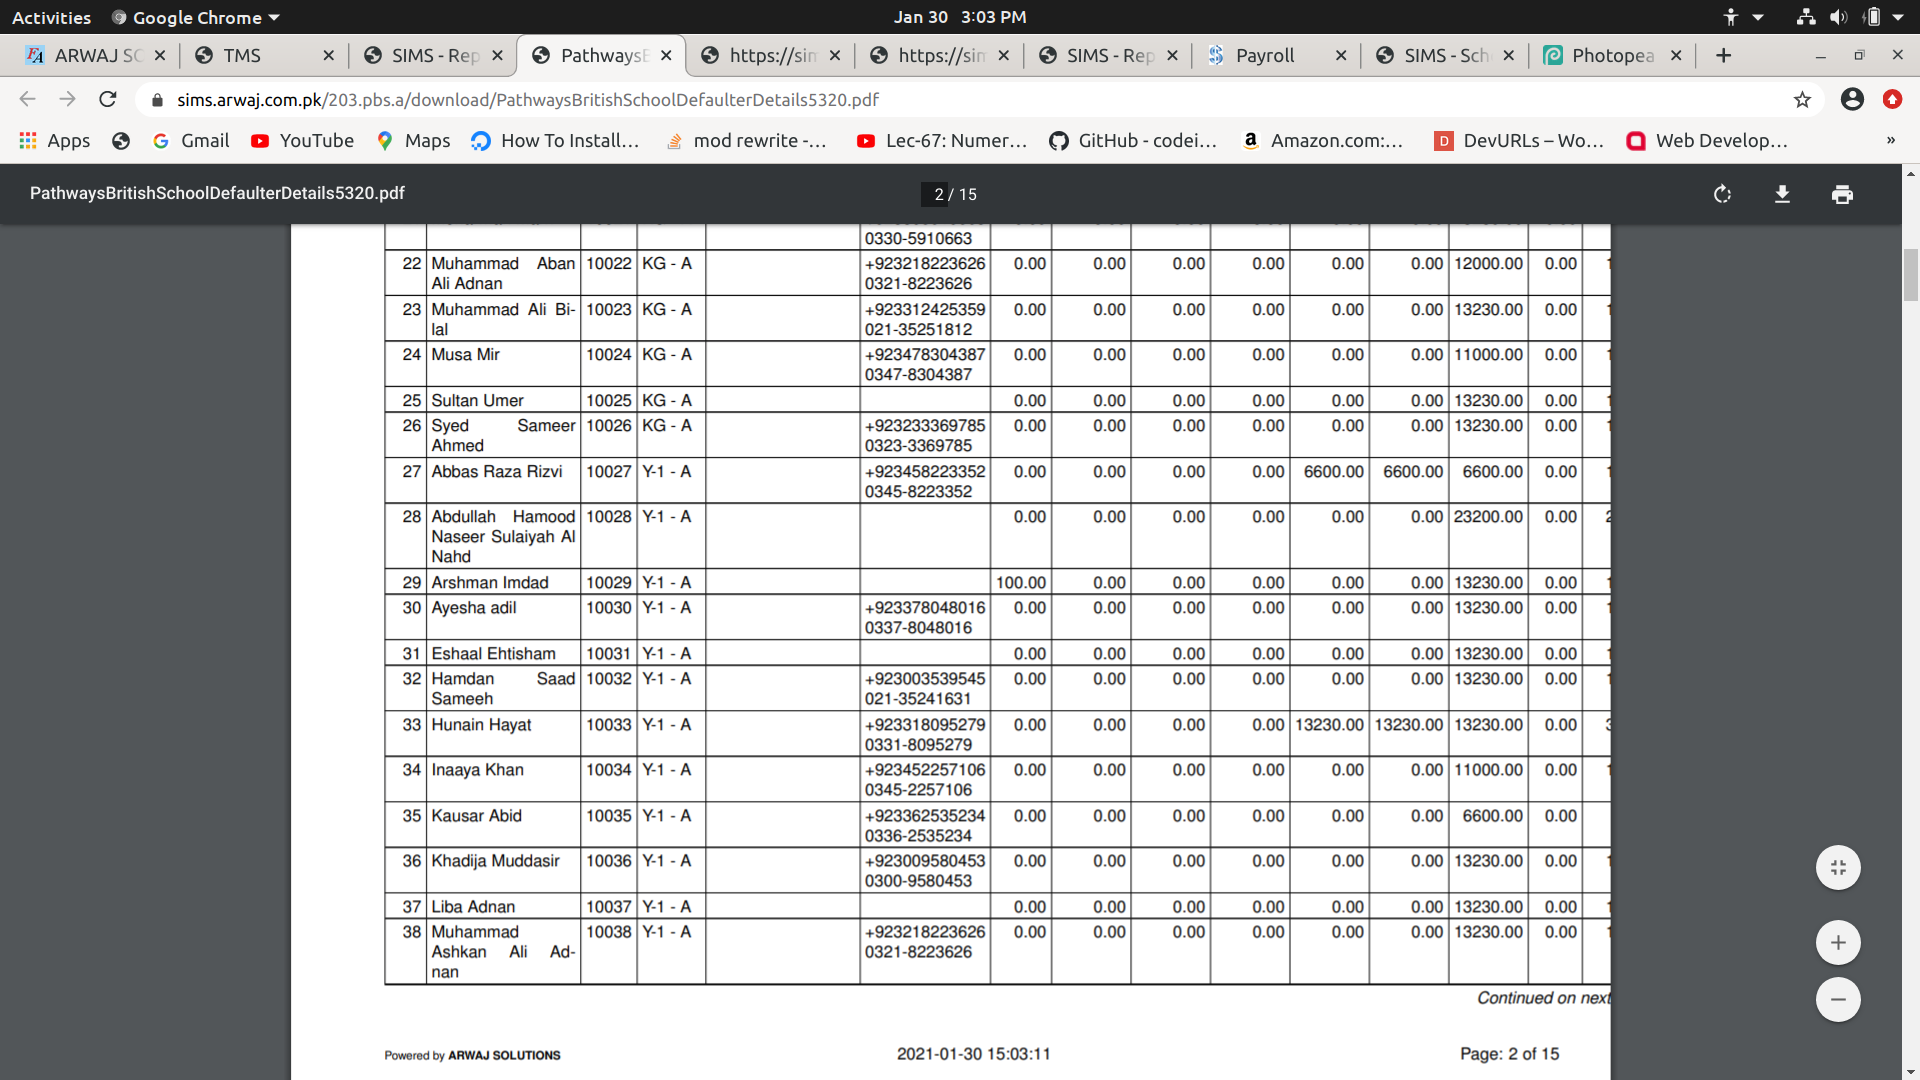 Activities Google Chrome Jan 30 3:03 PM
ARWAJ SC TMS SIMS - Rep PathwaysB https://sim https://sim SIMS - Rep Payroll SIMS - Sch Photopea
sims.arwaj.com.pk/203.pbs.a/download/PathwaysBritishSchoolDefaulterDetails5320.pdf
Apps Gmail YouTube Maps How To Install... mod rewrite -... Lec-67: Numer... GitHub - codei... Amazon.com:... DevURLs – Wo... Web Develop... »
PathwaysBritishSchoolDefaulterDetails5320.pdf 2 / 15
0330-5910663
22 Muhammad Aban 10022 KG - A +923218223626 0.00 0.00 0.00 0.00 0.00 0.00 12000.00 0.00
Ali Adnan 0321-8223626
23 Muhammad Ali Bi- 10023 KG - A +923312425359 0.00 0.00 0.00 0.00 0.00 0.00 13230.00 0.00
lal 021-35251812
24 Musa Mir 10024 KG - A +923478304387 0.00 0.00 0.00 0.00 0.00 0.00 11000.00 0.00
0347-8304387
25 Sultan Umer 10025 KG - A 0.00 0.00 0.00 0.00 0.00 0.00 13230.00 0.00
26 Syed Sameer 10026 KG - A +923233369785 0.00 0.00 0.00 0.00 0.00 0.00 13230.00 0.00
Ahmed 0323-3369785
27 Abbas Raza Rizvi 10027 Y-1 - A +923458223352 0.00 0.00 0.00 0.00 6600.00 6600.00 6600.00 0.00
0345-8223352
28 Abdullah Hamood 10028 Y-1 - A 0.00 0.00 0.00 0.00 0.00 0.00 23200.00 0.00
Naseer Sulaiyah Al
Nahd
29 Arshman Imdad 10029 Y-1 - A 100.00 0.00 0.00 0.00 0.00 0.00 13230.00 0.00
30 Ayesha adil 10030 Y-1 - A +923378048016 0.00 0.00 0.00 0.00 0.00 0.00 13230.00 0.00
0337-8048016
31 Eshaal Ehtisham 10031 Y-1 - A 0.00 0.00 0.00 0.00 0.00 0.00 13230.00 0.00
32 Hamdan Saad 10032 Y-1 - A +923003539545 0.00 0.00 0.00 0.00 0.00 0.00 13230.00 0.00
Sameeh 021-35241631
33 Hunain Hayat 10033 Y-1 - A +923318095279 0.00 0.00 0.00 0.00 13230.00 13230.00 13230.00 0.00
0331-8095279
34 Inaaya Khan 10034 Y-1 - A +923452257106 0.00 0.00 0.00 0.00 0.00 0.00 11000.00 0.00
0345-2257106
35 Kausar Abid 10035 Y-1 - A +923362535234 0.00 0.00 0.00 0.00 0.00 0.00 6600.00 0.00
0336-2535234
36 Khadija Muddasir 10036 Y-1 - A +923009580453 0.00 0.00 0.00 0.00 0.00 0.00 13230.00 0.00
0300-9580453
37 Liba Adnan 10037 Y-1 - A 0.00 0.00 0.00 0.00 0.00 0.00 13230.00 0.00
38 Muhammad 10038 Y-1 - A +923218223626 0.00 0.00 0.00 0.00 0.00 0.00 13230.00 0.00
Ashkan Ali Ad- 0321-8223626
nan
Continued on next
Powered by ARWAJ SOLUTIONS 2021-01-30 15:03:11 Page: 2 of 15